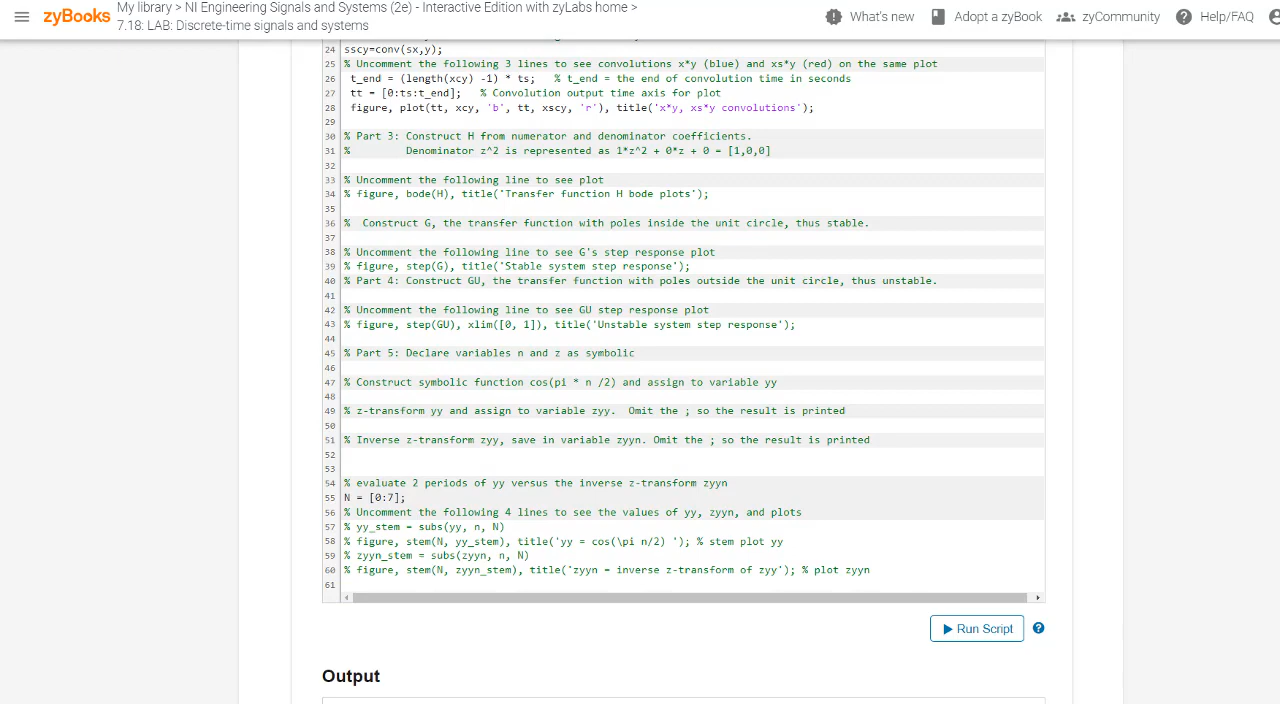 zyBooks
My library > NI Engineering Signals and Systems (2e) - Interactive Edition with zyLabs home >
7.18: LAB: Discrete-time signals and systems
What's new
Adopt a zyBook
zyCommunity
Help/FAQ
24 sscy=conv(sx,y);
25 % Uncomment the following 3 lines to see convolutions x*y (blue) and xs*y (red) on the same plot
26 t_end = (length(xcy) -1) * ts;   % t_end = the end of convolution time in seconds
27 tt = [0:ts:t_end];   % Convolution output time axis for plot
28 figure, plot(tt, xcy, 'b', tt, xscy, 'r'), title('x*y, xs*y convolutions');
29
30 % Part 3: Construct H from numerator and denominator coefficients.
31 %         Denominator z^2 is represented as 1*z^2 + 0*z + 0 = [1,0,0]
32
33 % Uncomment the following line to see plot
34 % figure, bode(H), title('Transfer function H bode plots');
35
36 %  Construct G, the transfer function with poles inside the unit circle, thus stable.
37
38 % Uncomment the following line to see G's step response plot
39 % figure, step(G), title('Stable system step response');
40 % Part 4: Construct GU, the transfer function with poles outside the unit circle, thus unstable.
41
42 % Uncomment the following line to see GU step response plot
43 % figure, step(GU), xlim([0, 1]), title('Unstable system step response');
44
45 % Part 5: Declare variables n and z as symbolic
46
47 % Construct symbolic function cos(pi * n /2) and assign to variable yy
48
49 % z-transform yy and assign to variable zyy.  Omit the ; so the result is printed
50
51 % Inverse z-transform zyy, save in variable zyyn. Omit the ; so the result is printed
52
53
54 % evaluate 2 periods of yy versus the inverse z-transform zyyn
55 N = [0:7];
56 % Uncomment the following 4 lines to see the values of yy, zyyn, and plots
57 % yy_stem = subs(yy, n, N)
58 % figure, stem(N, yy_stem), title('yy = cos(\pi n/2) '); % stem plot yy
59 % zyyn_stem = subs(zyyn, n, N)
60 % figure, stem(N, zyyn_stem), title('zyyn = inverse z-transform of zyy'); % plot zyyn
61
Run Script
Output